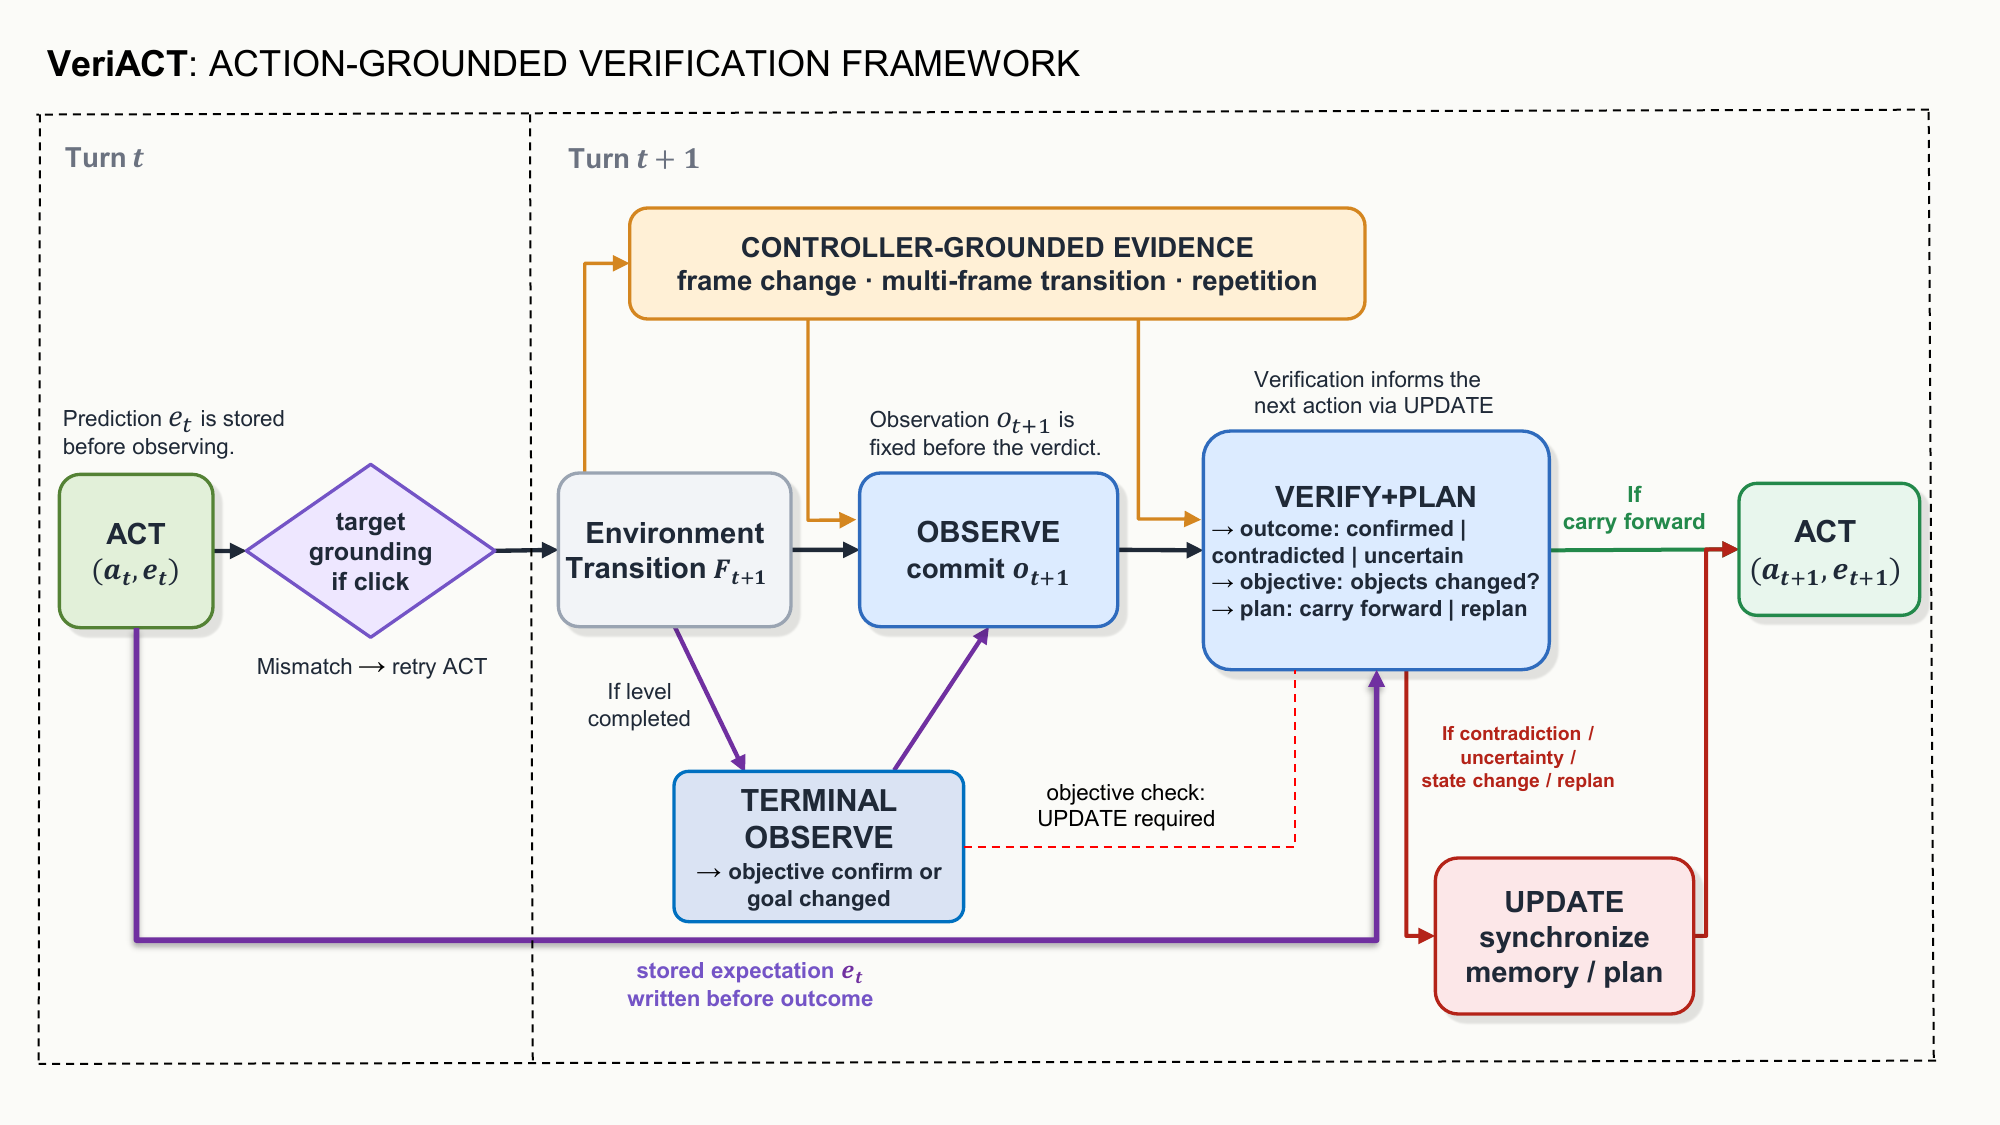 VeriACT: ACTION-GROUNDED VERIFICATION FRAMEWORK
Turn t
Turn t + 1
CONTROLLER-GROUNDED EVIDENCE
frame change · multi-frame transition · repetition
Prediction e_t is stored
before observing.
Observation o_{t+1} is
fixed before the verdict.
Verification informs the
next action via UPDATE
ACT
(a_t, e_t)
target
grounding
if click
Mismatch → retry ACT
Environment
Transition F_{t+1}
OBSERVE
commit o_{t+1}
VERIFY+PLAN
→ outcome: confirmed |
contradicted | uncertain
→ objective: objects changed?
→ plan: carry forward | replan
If
carry forward
ACT
(a_{t+1}, e_{t+1})
If level
completed
TERMINAL
OBSERVE
→ objective confirm or
goal changed
objective check:
UPDATE required
If contradiction /
uncertainty /
state change / replan
UPDATE
synchronize
memory / plan
stored expectation e_t
written before outcome